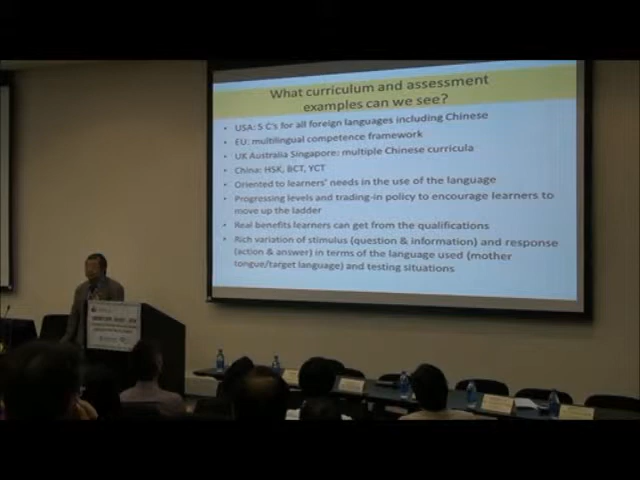 What curriculum and assessment
examples can we see?
• USA: 5 C's for all foreign languages including Chinese
• EU: multilingual competence framework
• UK Australia Singapore: multiple Chinese curricula
• China: HSK, BCT, YCT
• Oriented to learners' needs in the use of the language
• Progressing levels and trading-in policy to encourage learners to
move up the ladder
• Real benefits learners can get from the qualifications
• Rich variation of stimulus (question & information) and response
(action & answer) in terms of the language used (mother
tongue/target language) and testing situations